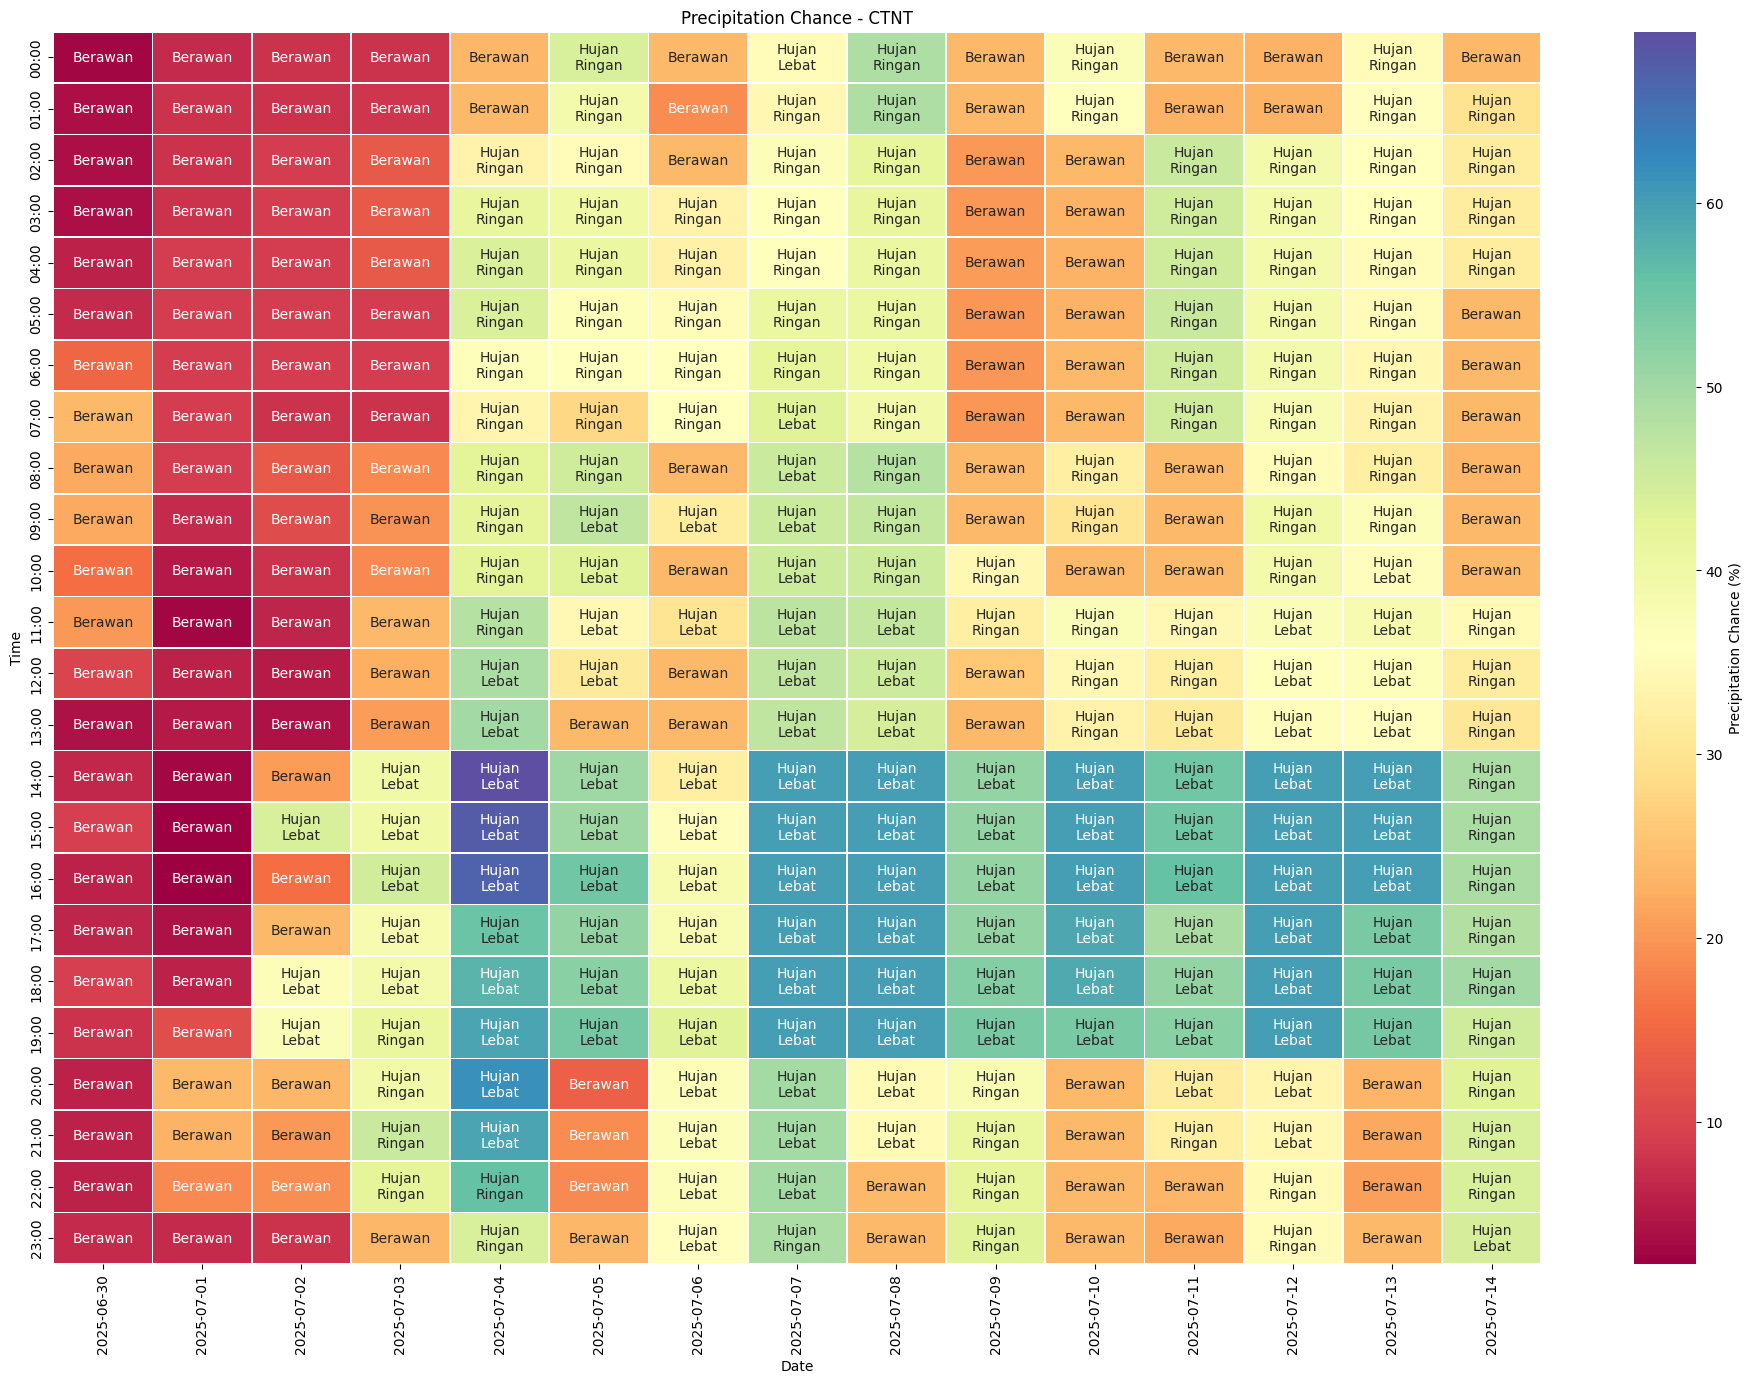 Precipitation Chance - CTNT
Time
00:00 Berawan Berawan Berawan Berawan Berawan Hujan Ringan Berawan Hujan Lebat Hujan Ringan Berawan Hujan Ringan Berawan Berawan Hujan Ringan Berawan
01:00 Berawan Berawan Berawan Berawan Berawan Hujan Ringan Berawan Hujan Ringan Hujan Ringan Berawan Hujan Ringan Berawan Berawan Hujan Ringan Hujan Ringan
02:00 Berawan Berawan Berawan Berawan Hujan Ringan Hujan Ringan Berawan Hujan Ringan Hujan Ringan Berawan Berawan Hujan Ringan Hujan Ringan Hujan Ringan Hujan Ringan
03:00 Berawan Berawan Berawan Berawan Hujan Ringan Hujan Ringan Hujan Ringan Hujan Ringan Hujan Ringan Berawan Berawan Hujan Ringan Hujan Ringan Hujan Ringan Hujan Ringan
04:00 Berawan Berawan Berawan Berawan Hujan Ringan Hujan Ringan Hujan Ringan Hujan Ringan Hujan Ringan Berawan Berawan Hujan Ringan Hujan Ringan Hujan Ringan Hujan Ringan
05:00 Berawan Berawan Berawan Berawan Hujan Ringan Hujan Ringan Hujan Ringan Hujan Ringan Hujan Ringan Berawan Berawan Hujan Ringan Hujan Ringan Hujan Ringan Berawan
06:00 Berawan Berawan Berawan Berawan Hujan Ringan Hujan Ringan Hujan Ringan Hujan Ringan Hujan Ringan Berawan Berawan Hujan Ringan Hujan Ringan Hujan Ringan Berawan
07:00 Berawan Berawan Berawan Berawan Hujan Ringan Hujan Ringan Hujan Ringan Hujan Lebat Hujan Ringan Berawan Berawan Hujan Ringan Hujan Ringan Hujan Ringan Berawan
08:00 Berawan Berawan Berawan Berawan Hujan Ringan Hujan Ringan Berawan Hujan Lebat Hujan Ringan Berawan Hujan Ringan Berawan Hujan Ringan Hujan Ringan Berawan
09:00 Berawan Berawan Berawan Berawan Hujan Ringan Hujan Lebat Hujan Lebat Hujan Lebat Hujan Ringan Berawan Hujan Ringan Berawan Hujan Ringan Hujan Ringan Berawan
10:00 Berawan Berawan Berawan Berawan Hujan Ringan Hujan Lebat Berawan Hujan Lebat Hujan Ringan Hujan Ringan Berawan Berawan Hujan Ringan Hujan Lebat Berawan
11:00 Berawan Berawan Berawan Berawan Hujan Ringan Hujan Lebat Hujan Lebat Hujan Lebat Hujan Lebat Hujan Ringan Hujan Ringan Hujan Ringan Hujan Lebat Hujan Lebat Hujan Ringan
12:00 Berawan Berawan Berawan Berawan Hujan Lebat Hujan Lebat Berawan Hujan Lebat Hujan Lebat Berawan Hujan Ringan Hujan Ringan Hujan Lebat Hujan Lebat Hujan Ringan
13:00 Berawan Berawan Berawan Berawan Hujan Lebat Berawan Berawan Hujan Lebat Hujan Lebat Berawan Hujan Ringan Hujan Lebat Hujan Lebat Hujan Lebat Hujan Ringan
14:00 Berawan Berawan Berawan Hujan Lebat Hujan Lebat Hujan Lebat Hujan Lebat Hujan Lebat Hujan Lebat Hujan Lebat Hujan Lebat Hujan Lebat Hujan Lebat Hujan Lebat Hujan Ringan
15:00 Berawan Berawan Hujan Lebat Hujan Lebat Hujan Lebat Hujan Lebat Hujan Lebat Hujan Lebat Hujan Lebat Hujan Lebat Hujan Lebat Hujan Lebat Hujan Lebat Hujan Lebat Hujan Ringan
16:00 Berawan Berawan Berawan Hujan Lebat Hujan Lebat Hujan Lebat Hujan Lebat Hujan Lebat Hujan Lebat Hujan Lebat Hujan Lebat Hujan Lebat Hujan Lebat Hujan Lebat Hujan Ringan
17:00 Berawan Berawan Berawan Hujan Lebat Hujan Lebat Hujan Lebat Hujan Lebat Hujan Lebat Hujan Lebat Hujan Lebat Hujan Lebat Hujan Lebat Hujan Lebat Hujan Lebat Hujan Ringan
18:00 Berawan Berawan Hujan Lebat Hujan Lebat Hujan Lebat Hujan Lebat Hujan Lebat Hujan Lebat Hujan Lebat Hujan Lebat Hujan Lebat Hujan Lebat Hujan Lebat Hujan Lebat Hujan Ringan
19:00 Berawan Berawan Hujan Lebat Hujan Ringan Hujan Lebat Hujan Lebat Hujan Lebat Hujan Lebat Hujan Lebat Hujan Lebat Hujan Lebat Hujan Lebat Hujan Lebat Hujan Lebat Hujan Ringan
20:00 Berawan Berawan Berawan Hujan Ringan Hujan Lebat Berawan Hujan Lebat Hujan Lebat Hujan Lebat Hujan Ringan Berawan Hujan Lebat Hujan Lebat Berawan Hujan Ringan
21:00 Berawan Berawan Berawan Hujan Ringan Hujan Lebat Berawan Hujan Lebat Hujan Lebat Hujan Lebat Hujan Ringan Berawan Hujan Ringan Hujan Lebat Berawan Hujan Ringan
22:00 Berawan Berawan Berawan Hujan Ringan Hujan Ringan Berawan Hujan Lebat Hujan Lebat Berawan Hujan Ringan Berawan Berawan Hujan Ringan Berawan Hujan Ringan
23:00 Berawan Berawan Berawan Berawan Hujan Ringan Berawan Hujan Lebat Hujan Ringan Berawan Hujan Ringan Berawan Berawan Hujan Ringan Berawan Hujan Lebat
2025-06-30 2025-07-01 2025-07-02 2025-07-03 2025-07-04 2025-07-05 2025-07-06 2025-07-07 2025-07-08 2025-07-09 2025-07-10 2025-07-11 2025-07-12 2025-07-13 2025-07-14
Date
60
50
40
30
20
10
Precipitation Chance (%)